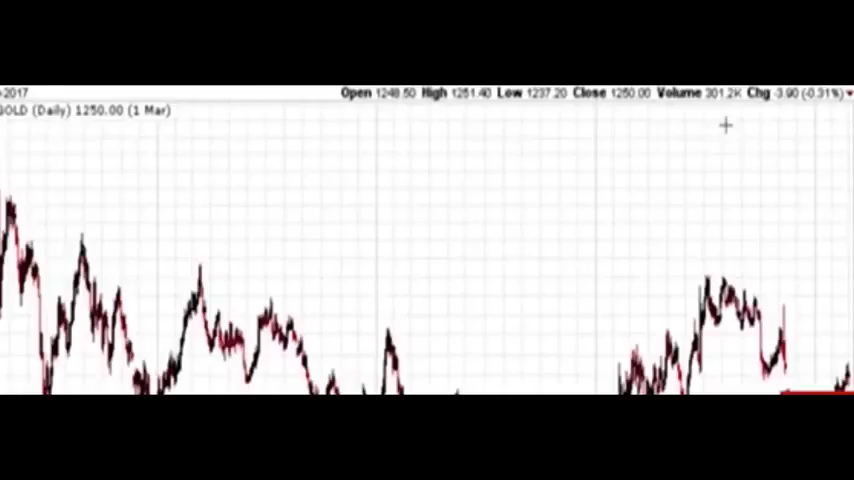 -2017 Open 1248.50 High 1251.40 Low 1237.20 Close 1250.00 Volume 301.2K Chg -3.90 (-0.31%)
GOLD (Daily) 1250.00 (1 Mar)